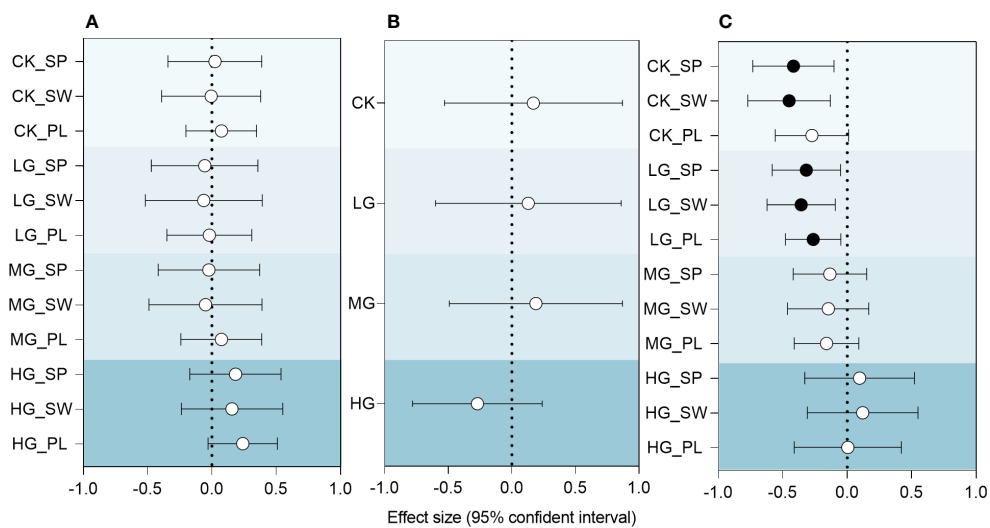 A
CK_SP
CK_SW
CK_PL
LG_SP
LG_SW
LG_PL
MG_SP
MG_SW
MG_PL
HG_SP
HG_SW
HG_PL
-1.0 -0.5 0.0 0.5 1.0
B
CK
LG
MG
HG
-1.0 -0.5 0.0 0.5 1.0
C
CK_SP
CK_SW
CK_PL
LG_SP
LG_SW
LG_PL
MG_SP
MG_SW
MG_PL
HG_SP
HG_SW
HG_PL
-1.0 -0.5 0.0 0.5 1.0
Effect size (95% confident interval)